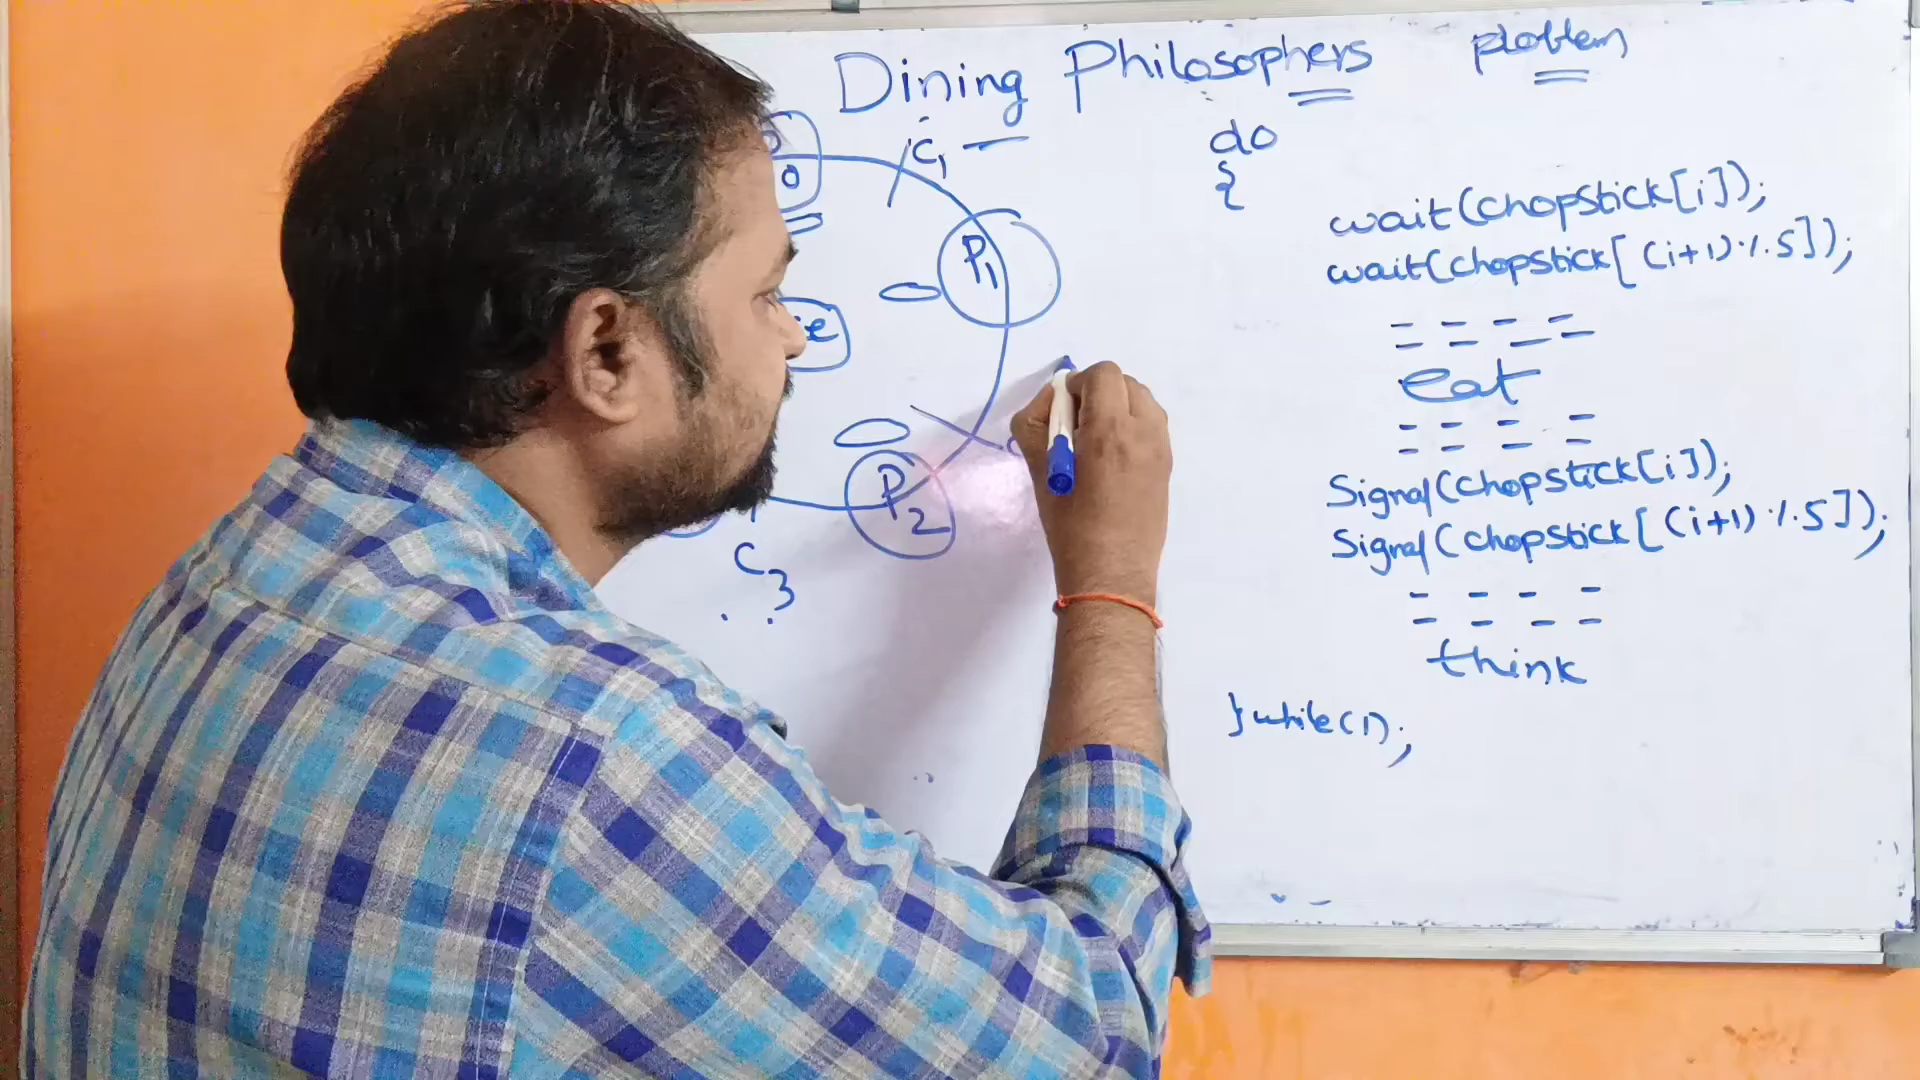 Dining Philosophers problem
C1
do
{
0
P1
wait(chopstick[i]);
wait(chopstick[(i+1)%5]);
eat
P2
Signal(chopstick[i]);
Signal(chopstick[(i+1)%5]);
C3
think
}while(1);